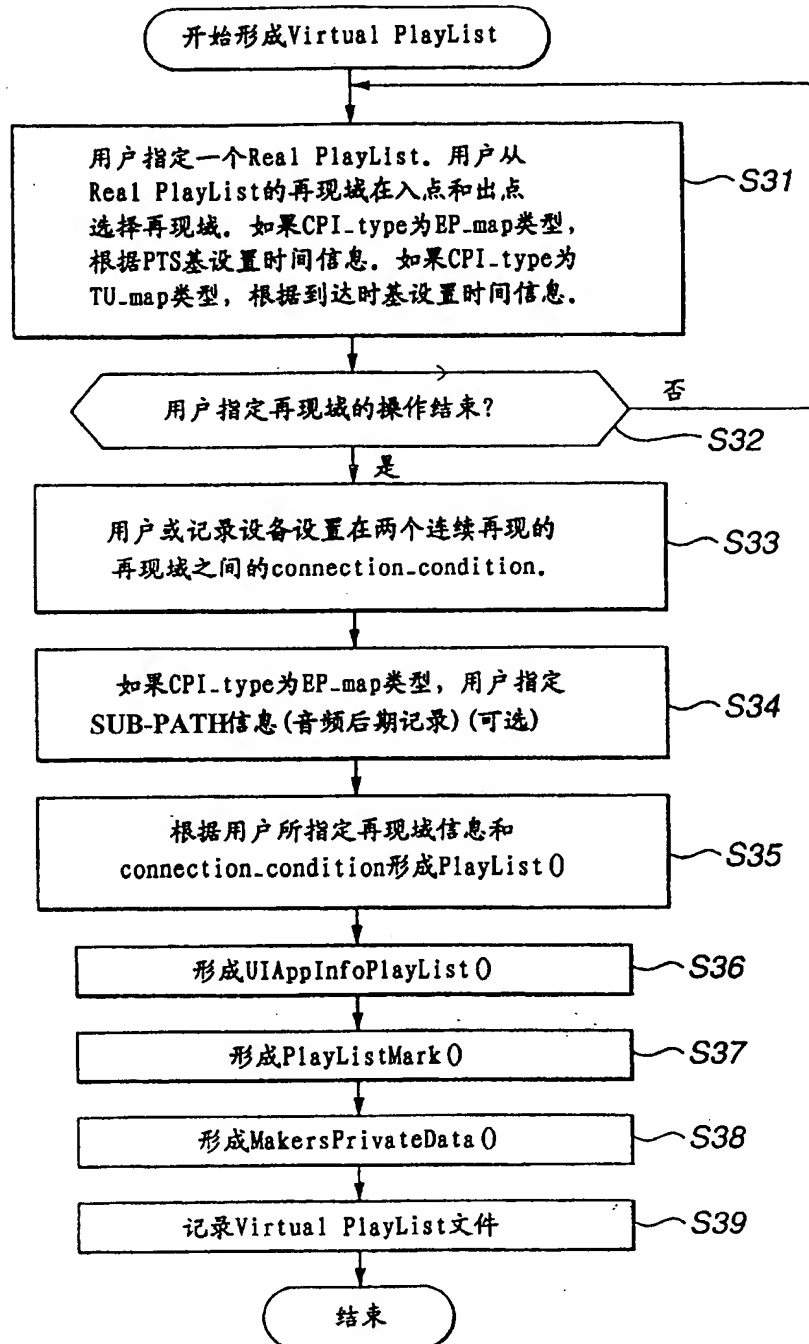 开始形成Virtual PlayList
用户指定一个Real PlayList。用户从
Real PlayList的再现域在入点和出点
选择再现域。如果CPI_type为EP_map类型，
根据PTS基设置时间信息。如果CPI_type为
TU_map类型，根据到达时基设置时间信息。
S31
用户指定再现域的操作结束？
否
S32
是
用户或记录设备设置在两个连续再现的
再现域之间的connection_condition.
S33
如果CPI_type为EP_map类型，用户指定
SUB-PATH信息(音频后期记录)(可选)
S34
根据用户所指定再现域信息和
connection_condition形成PlayList()
S35
形成UIAppInfoPlayList()
S36
形成PlayListMark()
S37
形成MakersPrivateData()
S38
记录Virtual PlayList文件
S39
结束